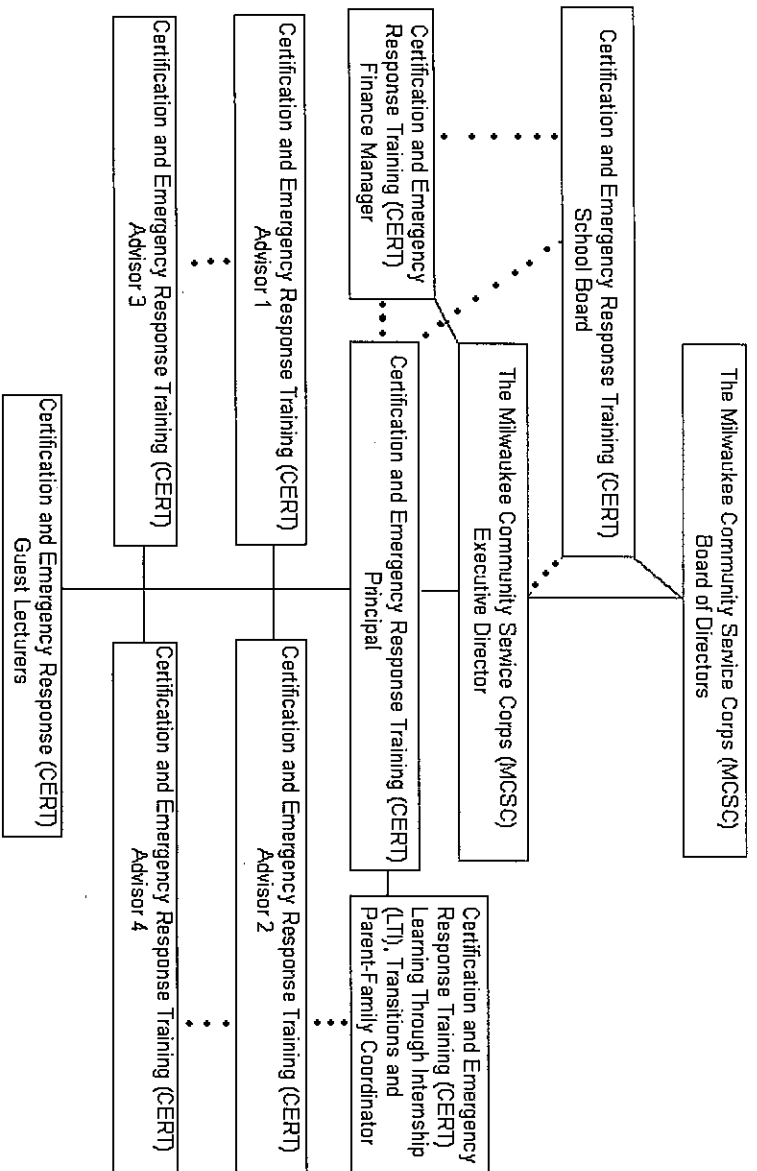 The Milwaukee Community Service Corps (MCSC)
Board of Directors
Certification and Emergency Response Training (CERT)
School Board
The Milwaukee Community Service Corps (MCSC)
Executive Director
Certification and Emergency
Response Training (CERT)
Finance Manager
Certification and Emergency Response Training (CERT)
Principal
Certification and Emergency
Response Training (CERT)
Learning Through Internship
(LTI), Transitions and
Parent-Family Coordinator
Certification and Emergency Response Training (CERT)
Advisor 1
Certification and Emergency Response Training (CERT)
Advisor 2
Certification and Emergency Response Training (CERT)
Advisor 3
Certification and Emergency Response Training (CERT)
Advisor 4
Certification and Emergency Response (CERT)
Guest Lecturers